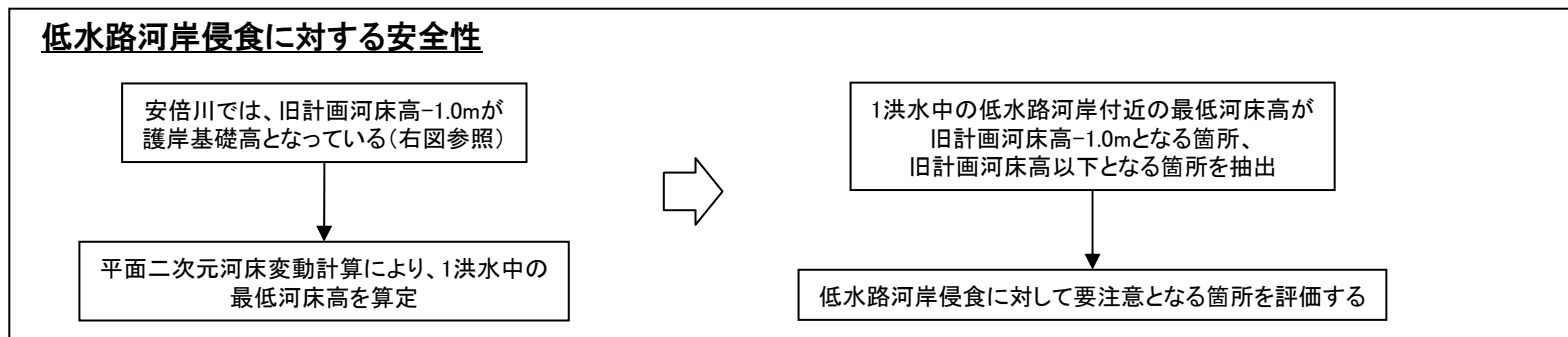 低水路河岸侵食に対する安全性
安倍川では、旧計画河床高-1.0mが
護岸基礎高となっている(右図参照)
平面二次元河床変動計算により、1洪水中の
最低河床高を算定
1洪水中の低水路河岸付近の最低河床高が
旧計画河床高-1.0mとなる箇所、
旧計画河床高以下となる箇所を抽出
低水路河岸侵食に対して要注意となる箇所を評価する